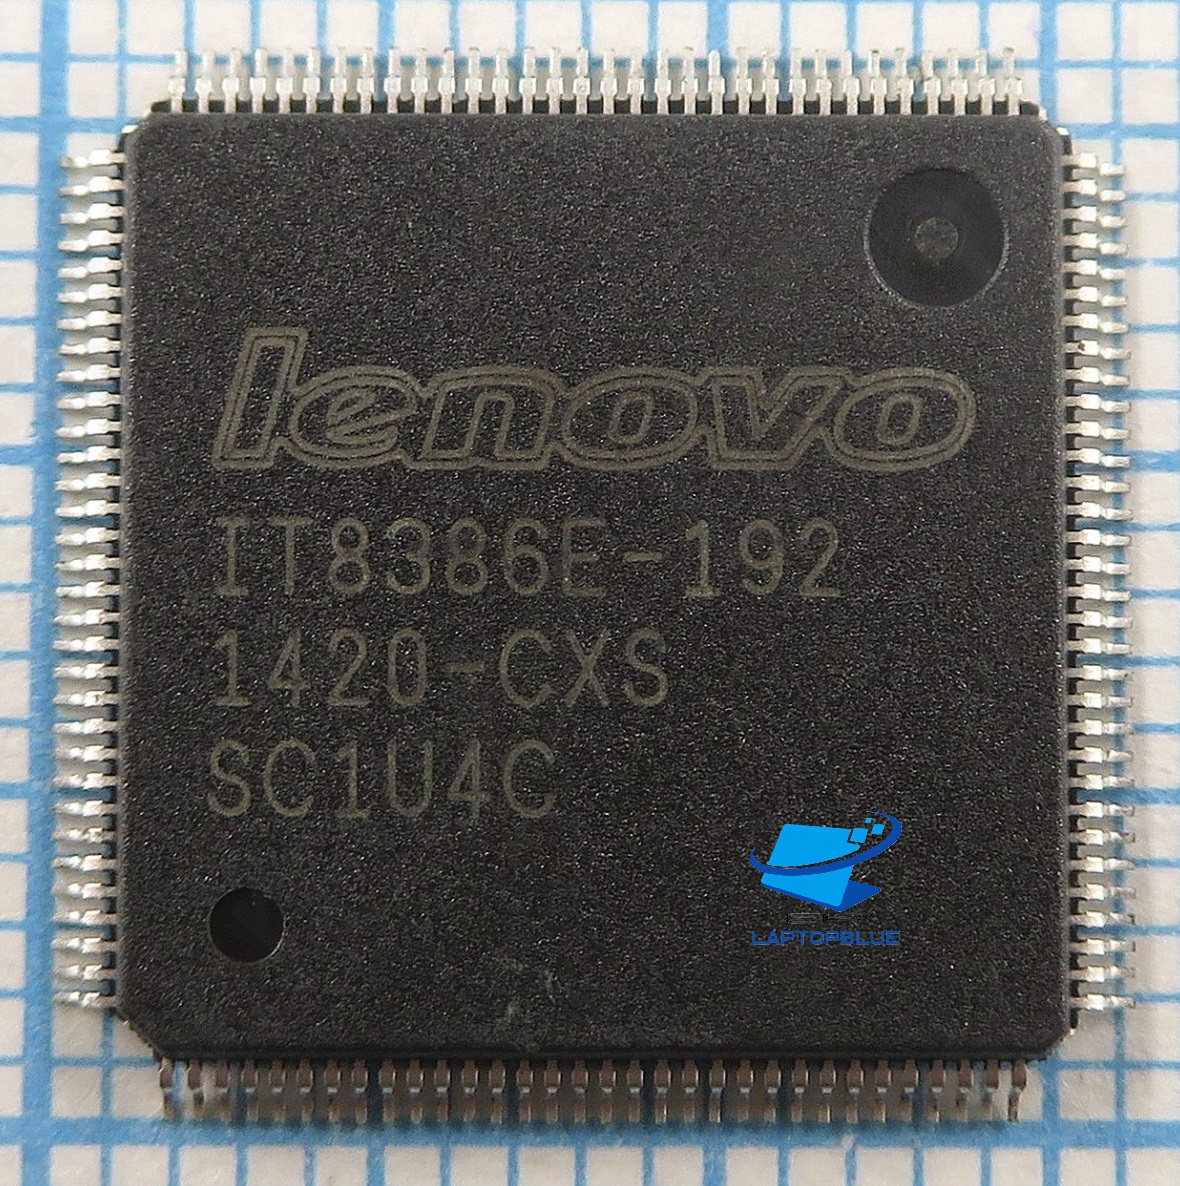 lenovo
IT8386E-192
1420-CXS
SC1U4C
LAPTOPBLUE